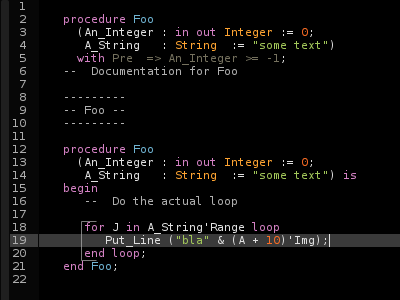 1
2 procedure Foo
3 (An_Integer : in out Integer := 0;
4 A_String : String := "some text")
5 with Pre => An_Integer >= -1;
6 -- Documentation for Foo
7
8 ---------
9 -- Foo --
10 ---------
11
12 procedure Foo
13 (An_Integer : in out Integer := 0;
14 A_String : String := "some text") is
15 begin
16 -- Do the actual loop
17
18 for J in A_String'Range loop
19 Put_Line ("bla" & (A + 10)'Img);
20 end loop;
21 end Foo;
22